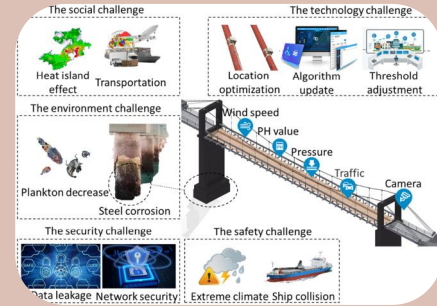 The social challenge
Heat island effect
Transportation
The technology challenge
Location optimization
Algorithm update
Threshold adjustment
The environment challenge
Plankton decrease
Steel corrosion
Wind speed
PH value
Pressure
Traffic
Camera
The security challenge
Data leakage
Network security
The safety challenge
Extreme climate
Ship collision